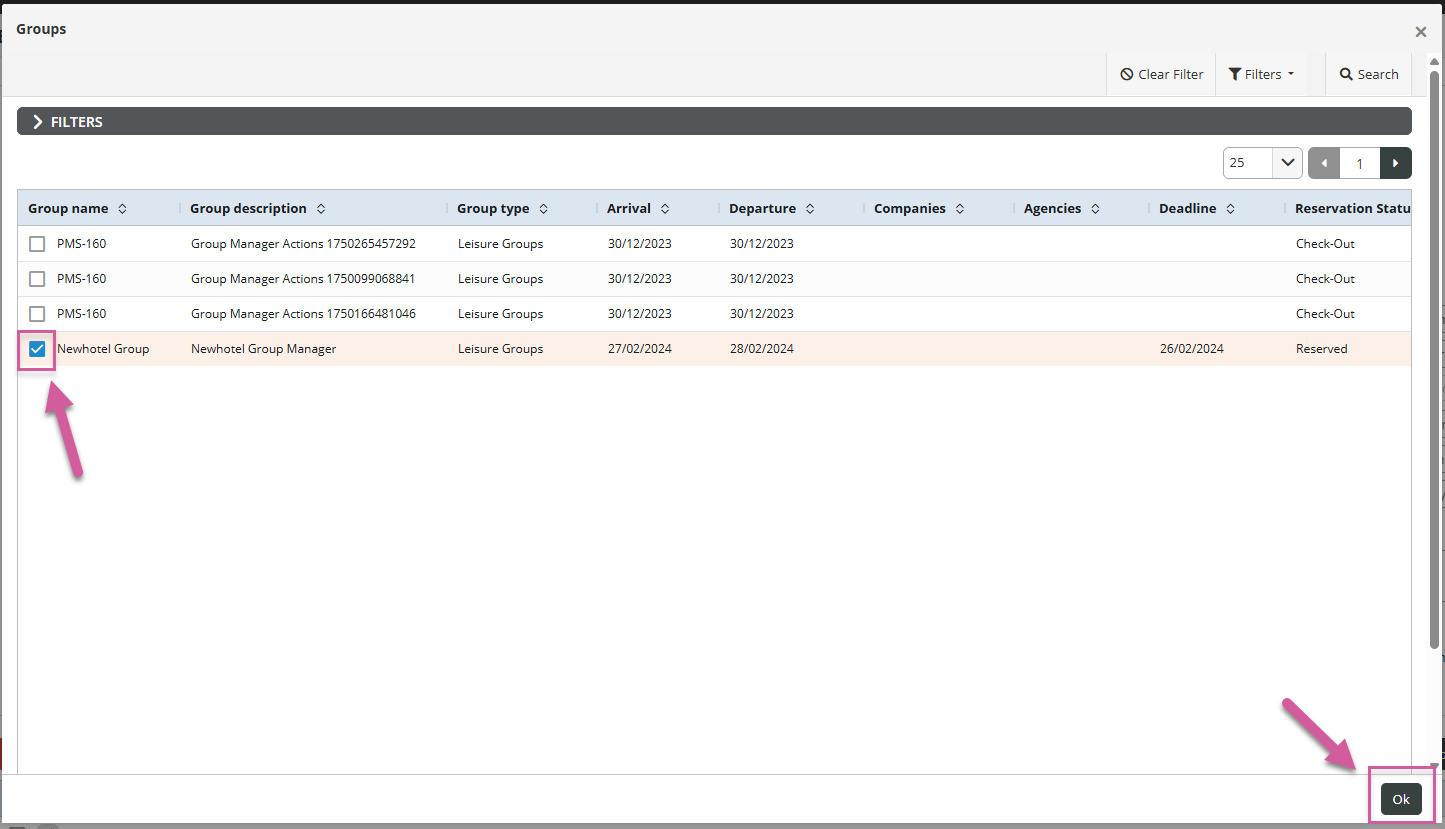 Groups
Clear Filter Filters Search
FILTERS
25 1
Group name Group description Group type Arrival Departure Companies Agencies Deadline Reservation Statu
PMS-160 Group Manager Actions 1750265457292 Leisure Groups 30/12/2023 30/12/2023 Check-Out
PMS-160 Group Manager Actions 1750099068841 Leisure Groups 30/12/2023 30/12/2023 Check-Out
PMS-160 Group Manager Actions 1750166481046 Leisure Groups 30/12/2023 30/12/2023 Check-Out
Newhotel Group Newhotel Group Manager Leisure Groups 27/02/2024 28/02/2024 26/02/2024 Reserved
Ok